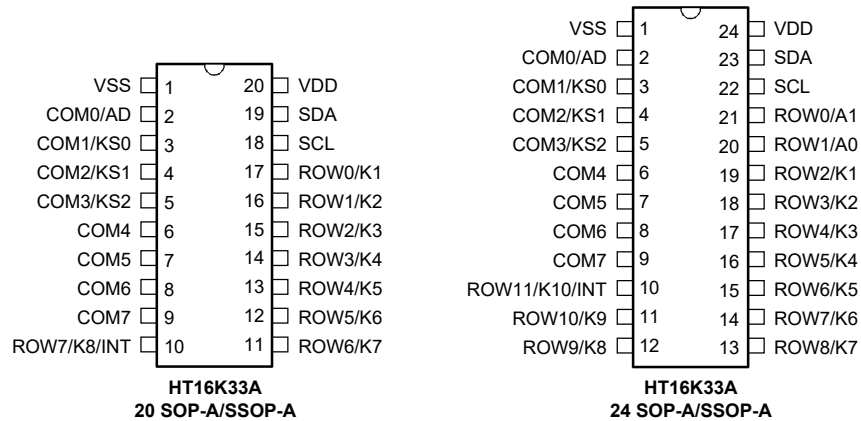 VSS 1 20 VDD
COM0/AD 2 19 SDA
COM1/KS0 3 18 SCL
COM2/KS1 4 17 ROW0/K1
COM3/KS2 5 16 ROW1/K2
COM4 6 15 ROW2/K3
COM5 7 14 ROW3/K4
COM6 8 13 ROW4/K5
COM7 9 12 ROW5/K6
ROW7/K8/INT 10 11 ROW6/K7
HT16K33A
20 SOP-A/SSOP-A
VSS 1 24 VDD
COM0/AD 2 23 SDA
COM1/KS0 3 22 SCL
COM2/KS1 4 21 ROW0/A1
COM3/KS2 5 20 ROW1/A0
COM4 6 19 ROW2/K1
COM5 7 18 ROW3/K2
COM6 8 17 ROW4/K3
COM7 9 16 ROW5/K4
ROW11/K10/INT 10 15 ROW6/K5
ROW10/K9 11 14 ROW7/K6
ROW9/K8 12 13 ROW8/K7
HT16K33A
24 SOP-A/SSOP-A